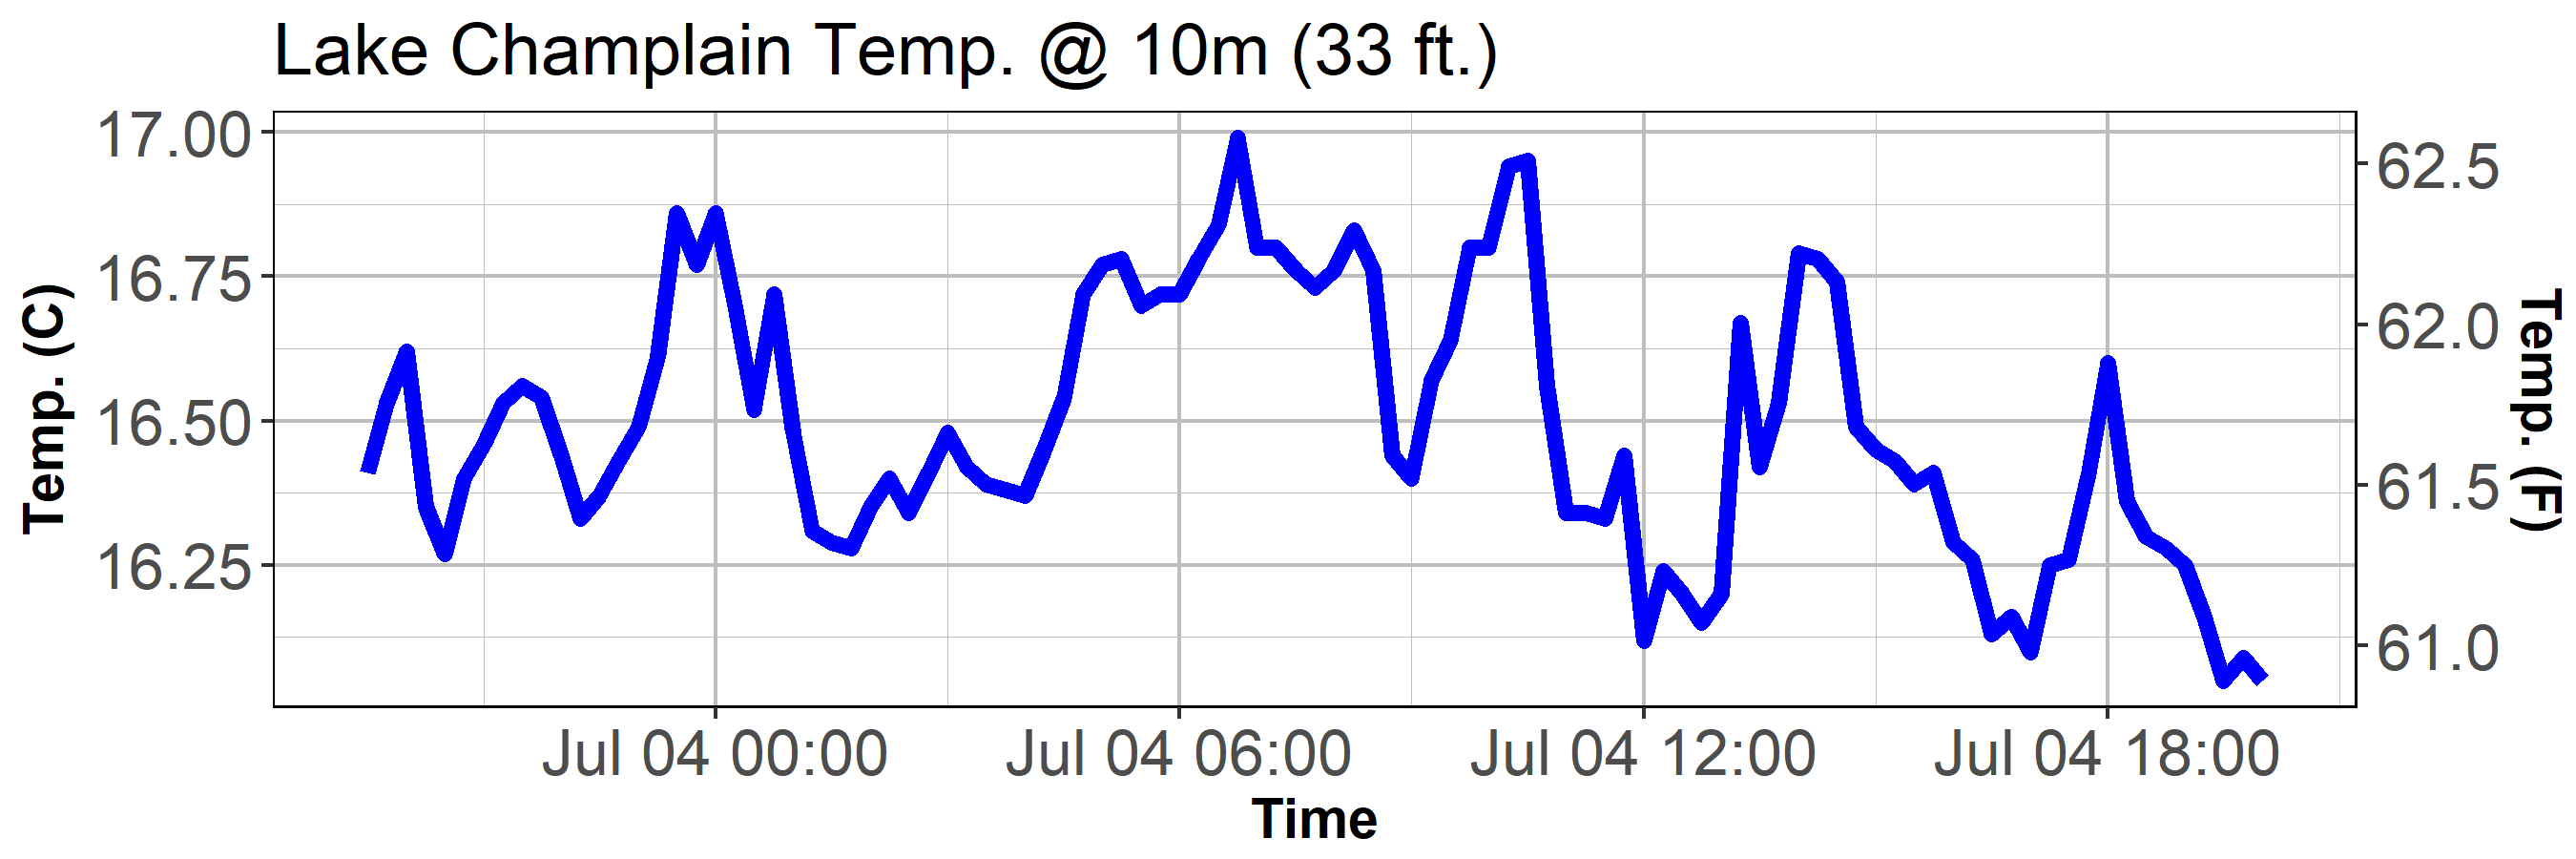 Lake Champlain Temp. @ 10m (33 ft.)
Temp. (C)
17.00
16.75
16.50
16.25
62.5
62.0
61.5
61.0
Temp. (F)
Jul 04 00:00 Jul 04 06:00 Jul 04 12:00 Jul 04 18:00
Time